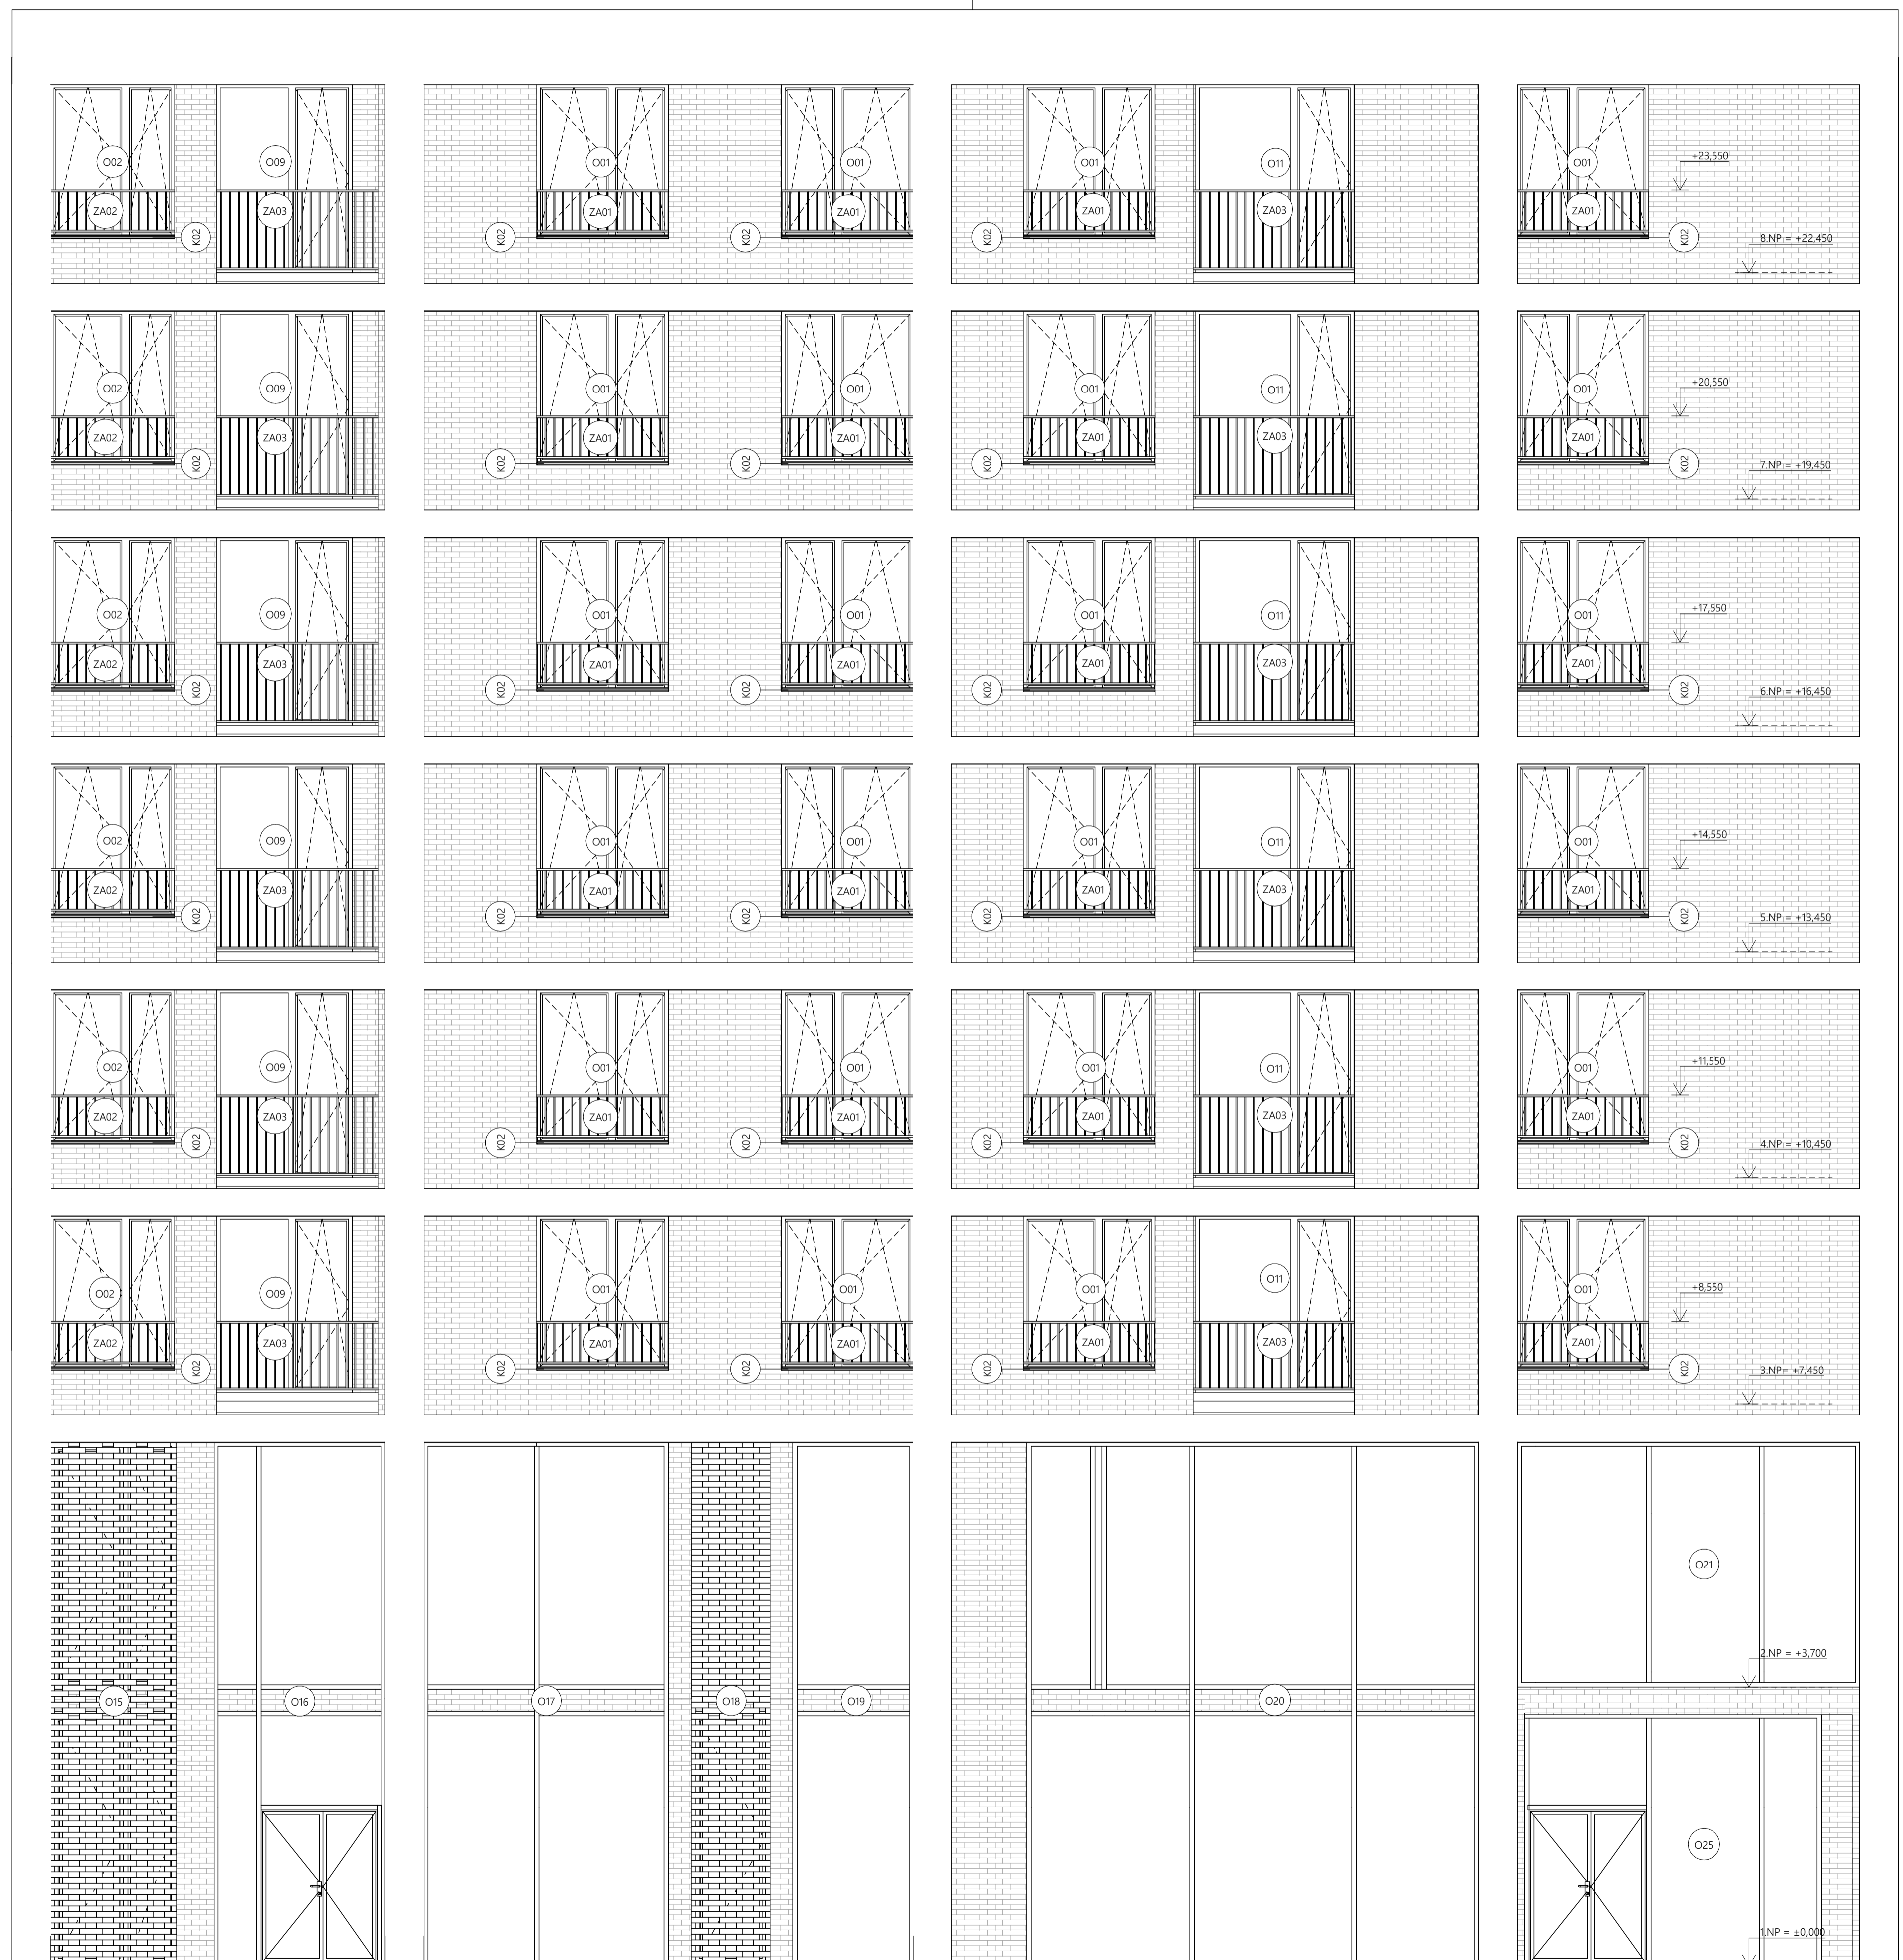 O02 O09 O01 O01 O01 O11 O01 +23,550
ZA02 ZA03 ZA01 ZA01 ZA01 ZA03 ZA01
K02 K02 K02 K02 K02 8.NP = +22,450
O02 O09 O01 O01 O01 O11 O01 +20,550
ZA02 ZA03 ZA01 ZA01 ZA01 ZA03 ZA01
K02 K02 K02 K02 K02 7.NP = +19,450
O02 O09 O01 O01 O01 O11 O01 +17,550
ZA02 ZA03 ZA01 ZA01 ZA01 ZA03 ZA01
K02 K02 K02 K02 K02 6.NP = +16,450
O02 O09 O01 O01 O01 O11 O01 +14,550
ZA02 ZA03 ZA01 ZA01 ZA01 ZA03 ZA01
K02 K02 K02 K02 K02 5.NP = +13,450
O02 O09 O01 O01 O01 O11 O01 +11,550
ZA02 ZA03 ZA01 ZA01 ZA01 ZA03 ZA01
K02 K02 K02 K02 K02 4.NP = +10,450
O02 O09 O01 O01 O01 O11 O01 +8,550
ZA02 ZA03 ZA01 ZA01 ZA01 ZA03 ZA01
K02 K02 K02 K02 K02 3.NP= +7,450
O21
2.NP = +3,700
O15 O16 O17 O18 O19 O20
O25
1.NP = ±0,000